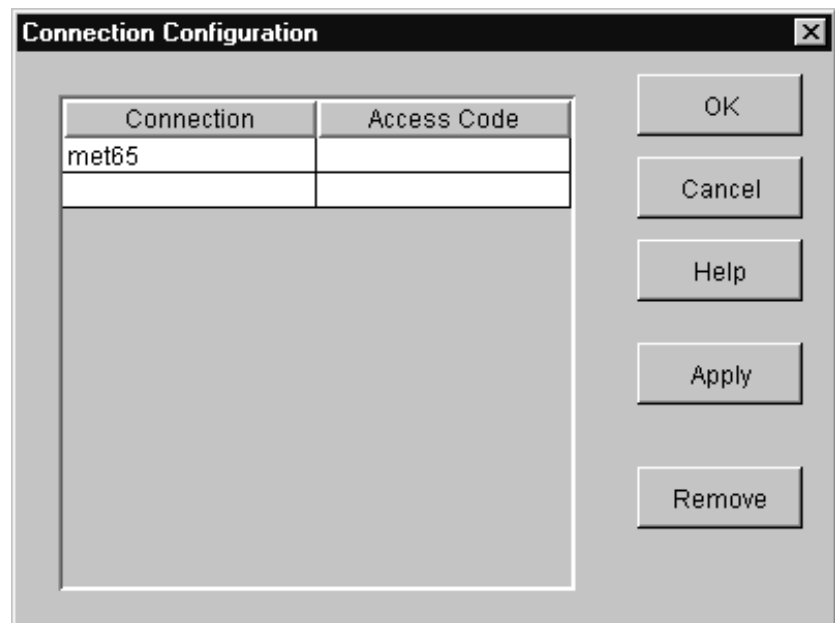 Connection Configuration
Connection Access Code
met65
OK
Cancel
Help
Apply
Remove